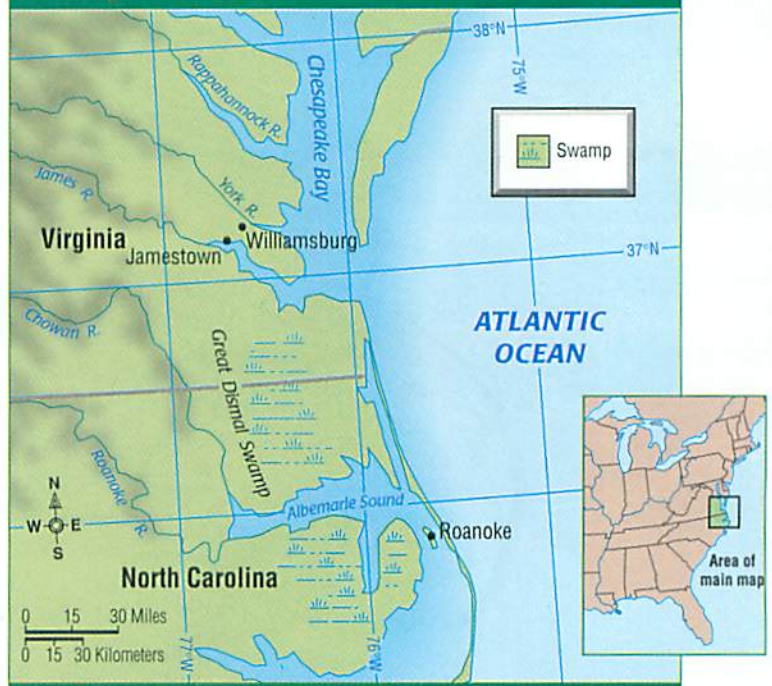 38°N
75°W
Rappahannock R.
Chesapeake Bay
Swamp
James R.
York R.
Virginia
Williamsburg
Jamestown
37°N
Chowan R.
ATLANTIC
OCEAN
Great Dismal Swamp
Roanoke R.
N
W E
S
Albemarle Sound
Roanoke
North Carolina
Area of
main map
0 15 30 Miles
0 15 30 Kilometers
77°W
76°W